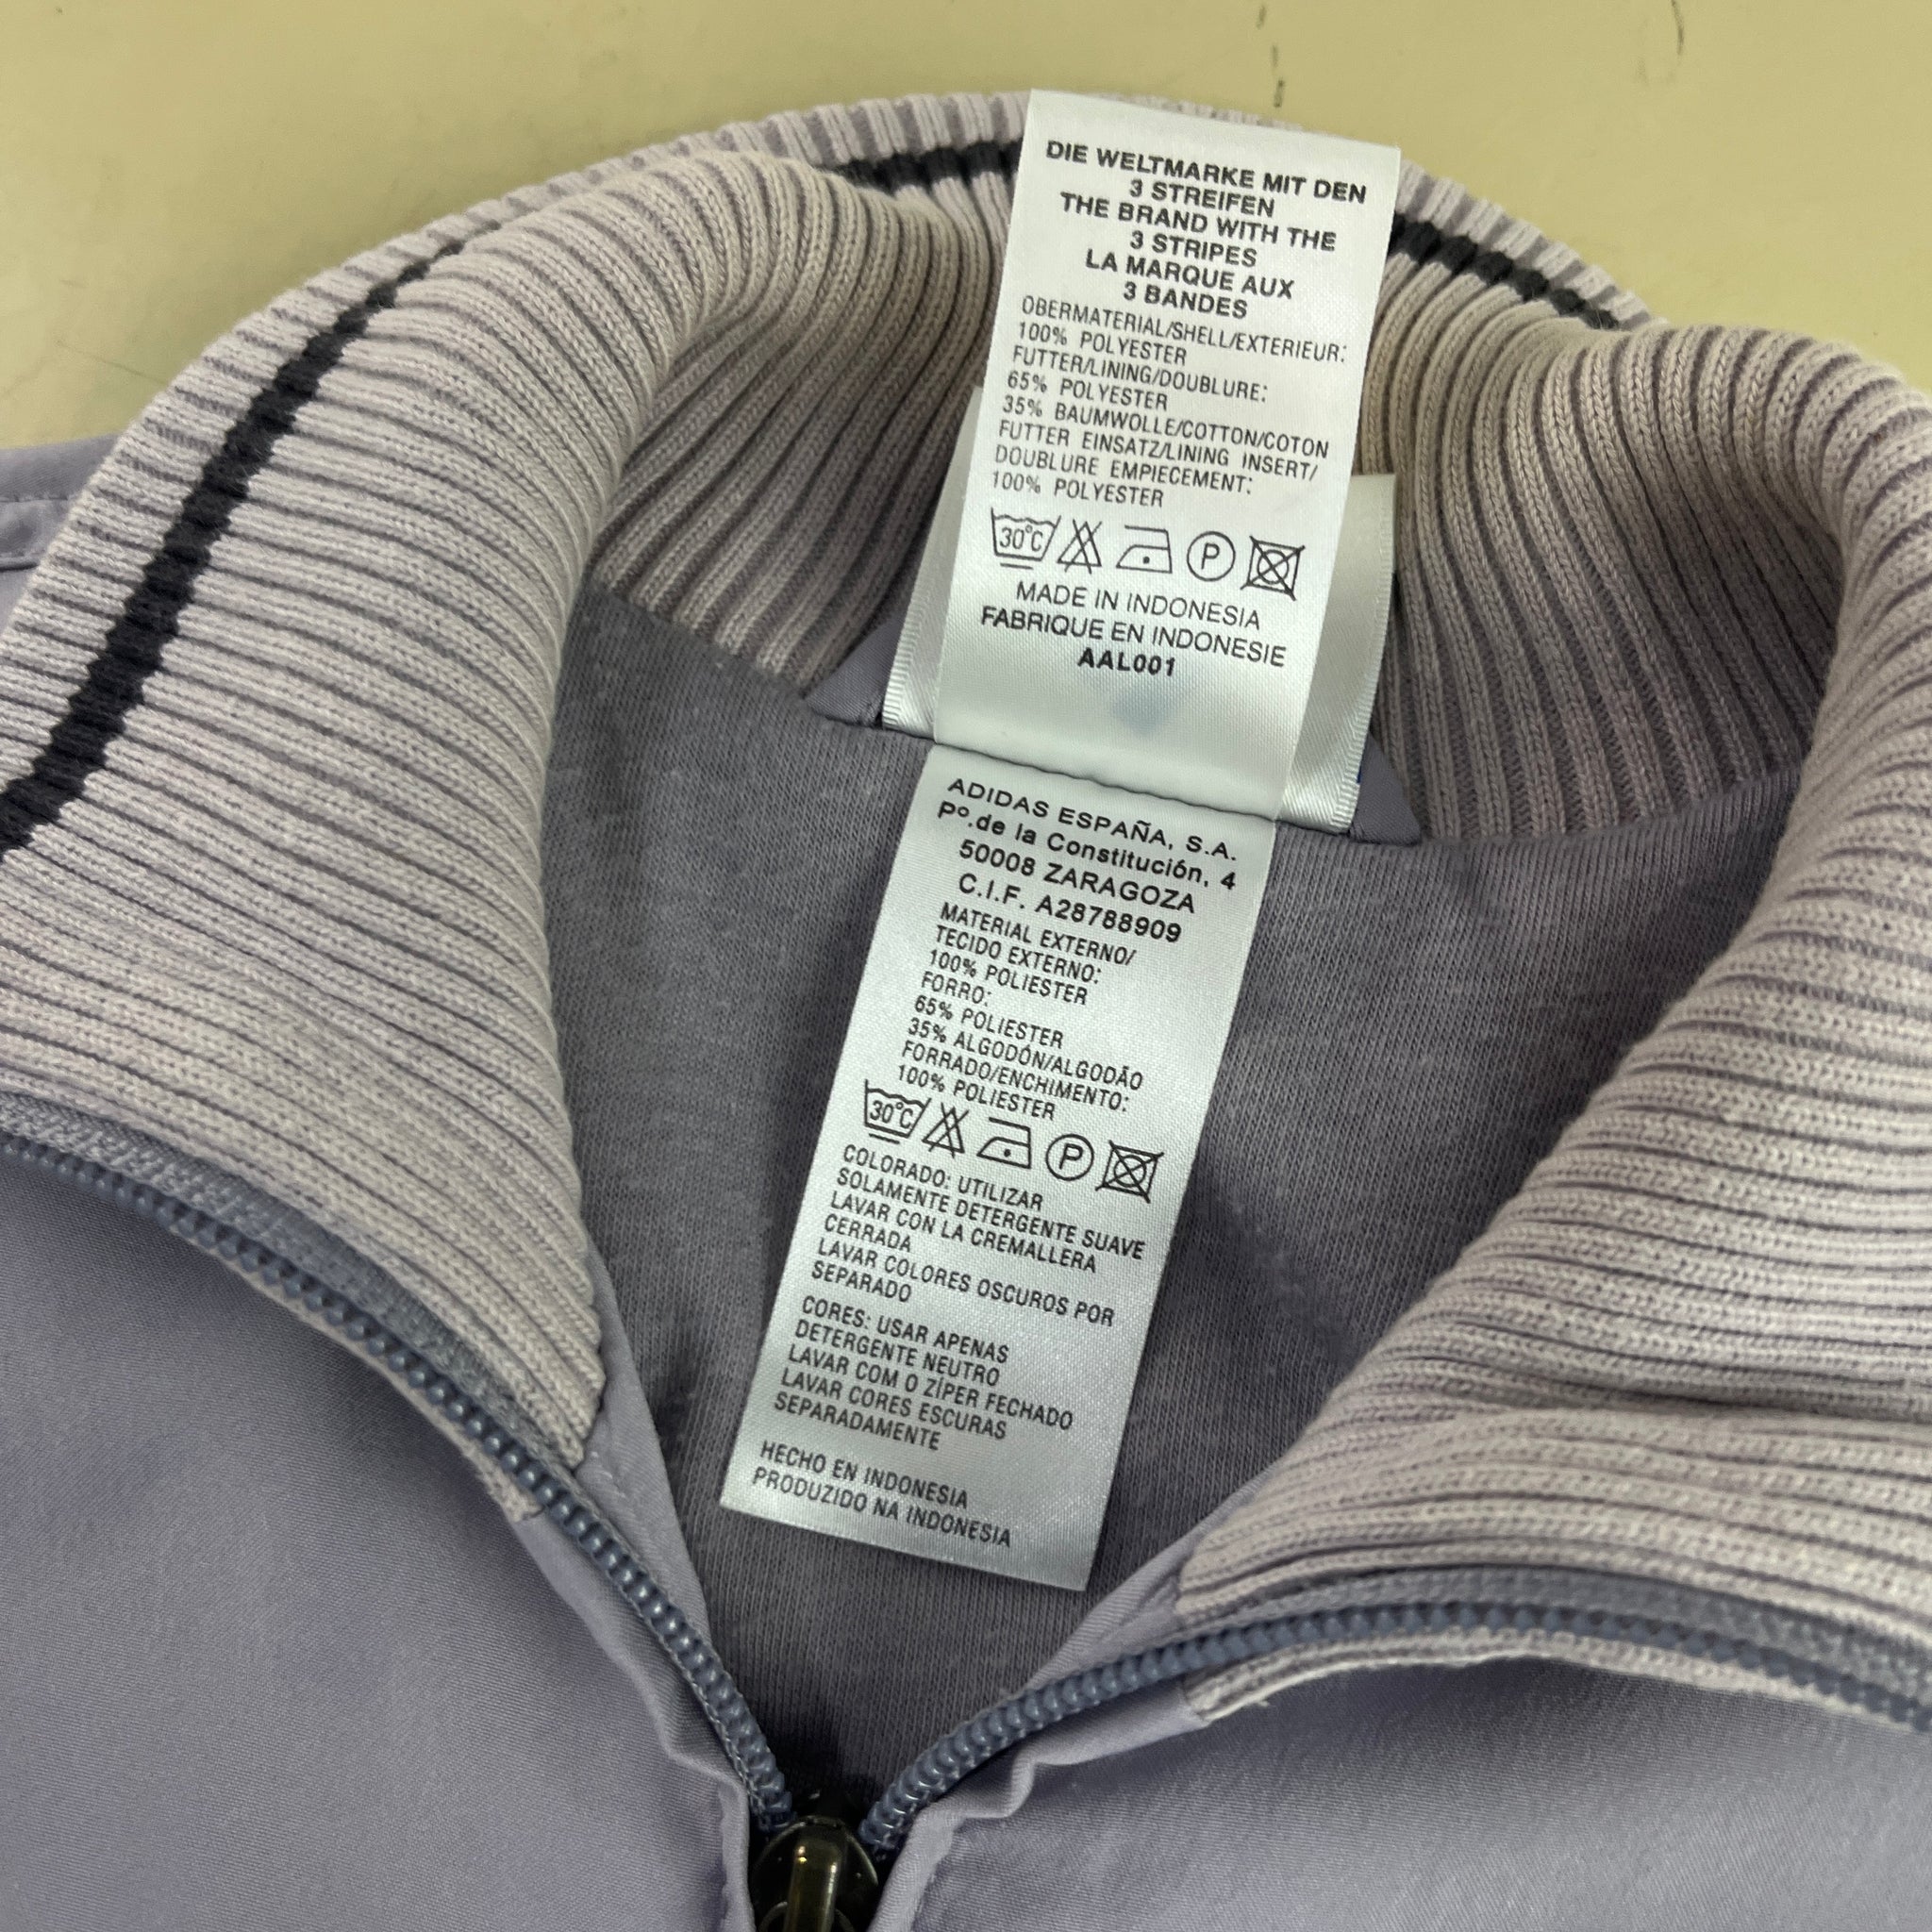 DIE WELTMARKE MIT DEN
3 STREIFEN
THE BRAND WITH THE
3 STRIPES
LA MARQUE AUX
3 BANDES
OBERMATERIAL/SHELL/EXTERIEUR:
100% POLYESTER
FUTTER/LINING/DOUBLURE:
65% POLYESTER
35% BAUMWOLLE/COTTON/COTON
FUTTER EINSATZ/LINING INSERT/
DOUBLURE EMPIECEMENT:
100% POLYESTER
30°C P
MADE IN INDONESIA
FABRIQUE EN INDONESIE
AAL001
ADIDAS ESPAÑA, S.A.
Pº.de la Constitución, 4
50008 ZARAGOZA
C.I.F. A28788909
MATERIAL EXTERNO/
TECIDO EXTERNO:
100% POLIESTER
FORRO:
65% POLIESTER
35% ALGODÓN/ALGODÃO
FORRADO/ENCHIMENTO:
100% POLIESTER
30°C P
COLORADO: UTILIZAR
SOLAMENTE DETERGENTE SUAVE
LAVAR CON LA CREMALLERA
CERRADA
LAVAR COLORES OSCUROS POR
SEPARADO
CORES: USAR APENAS
DETERGENTE NEUTRO
LAVAR COM O ZÍPER FECHADO
LAVAR CORES ESCURAS
SEPARADAMENTE
HECHO EN INDONESIA
PRODUZIDO NA INDONESIA